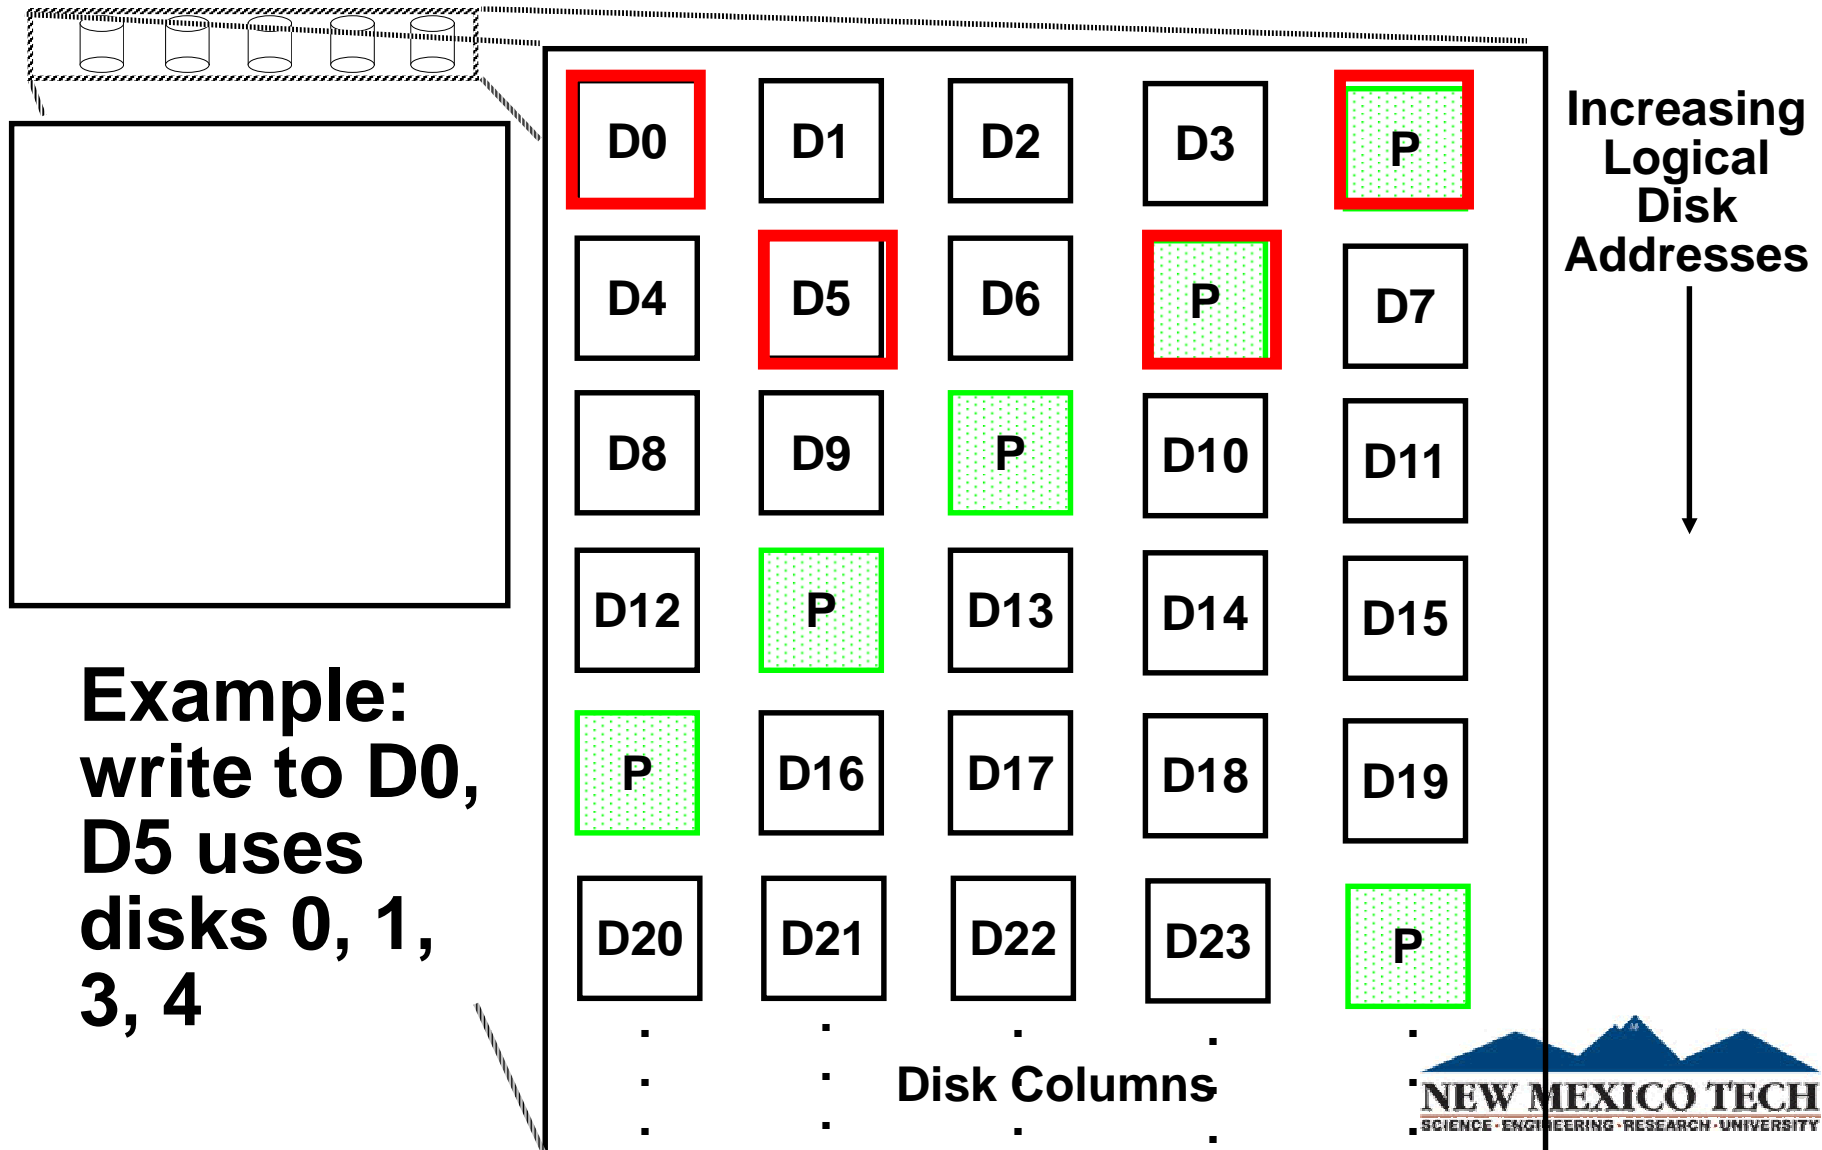 D0 D1 D2 D3 P
D4 D5 D6 P D7
D8 D9 P D10 D11
D12 P D13 D14 D15
P D16 D17 D18 D19
D20 D21 D22 D23 P
Disk Columns
Increasing
Logical
Disk
Addresses
Example:
write to D0,
D5 uses
disks 0, 1,
3, 4
NEW MEXICO TECH
SCIENCE · ENGINEERING · RESEARCH · UNIVERSITY